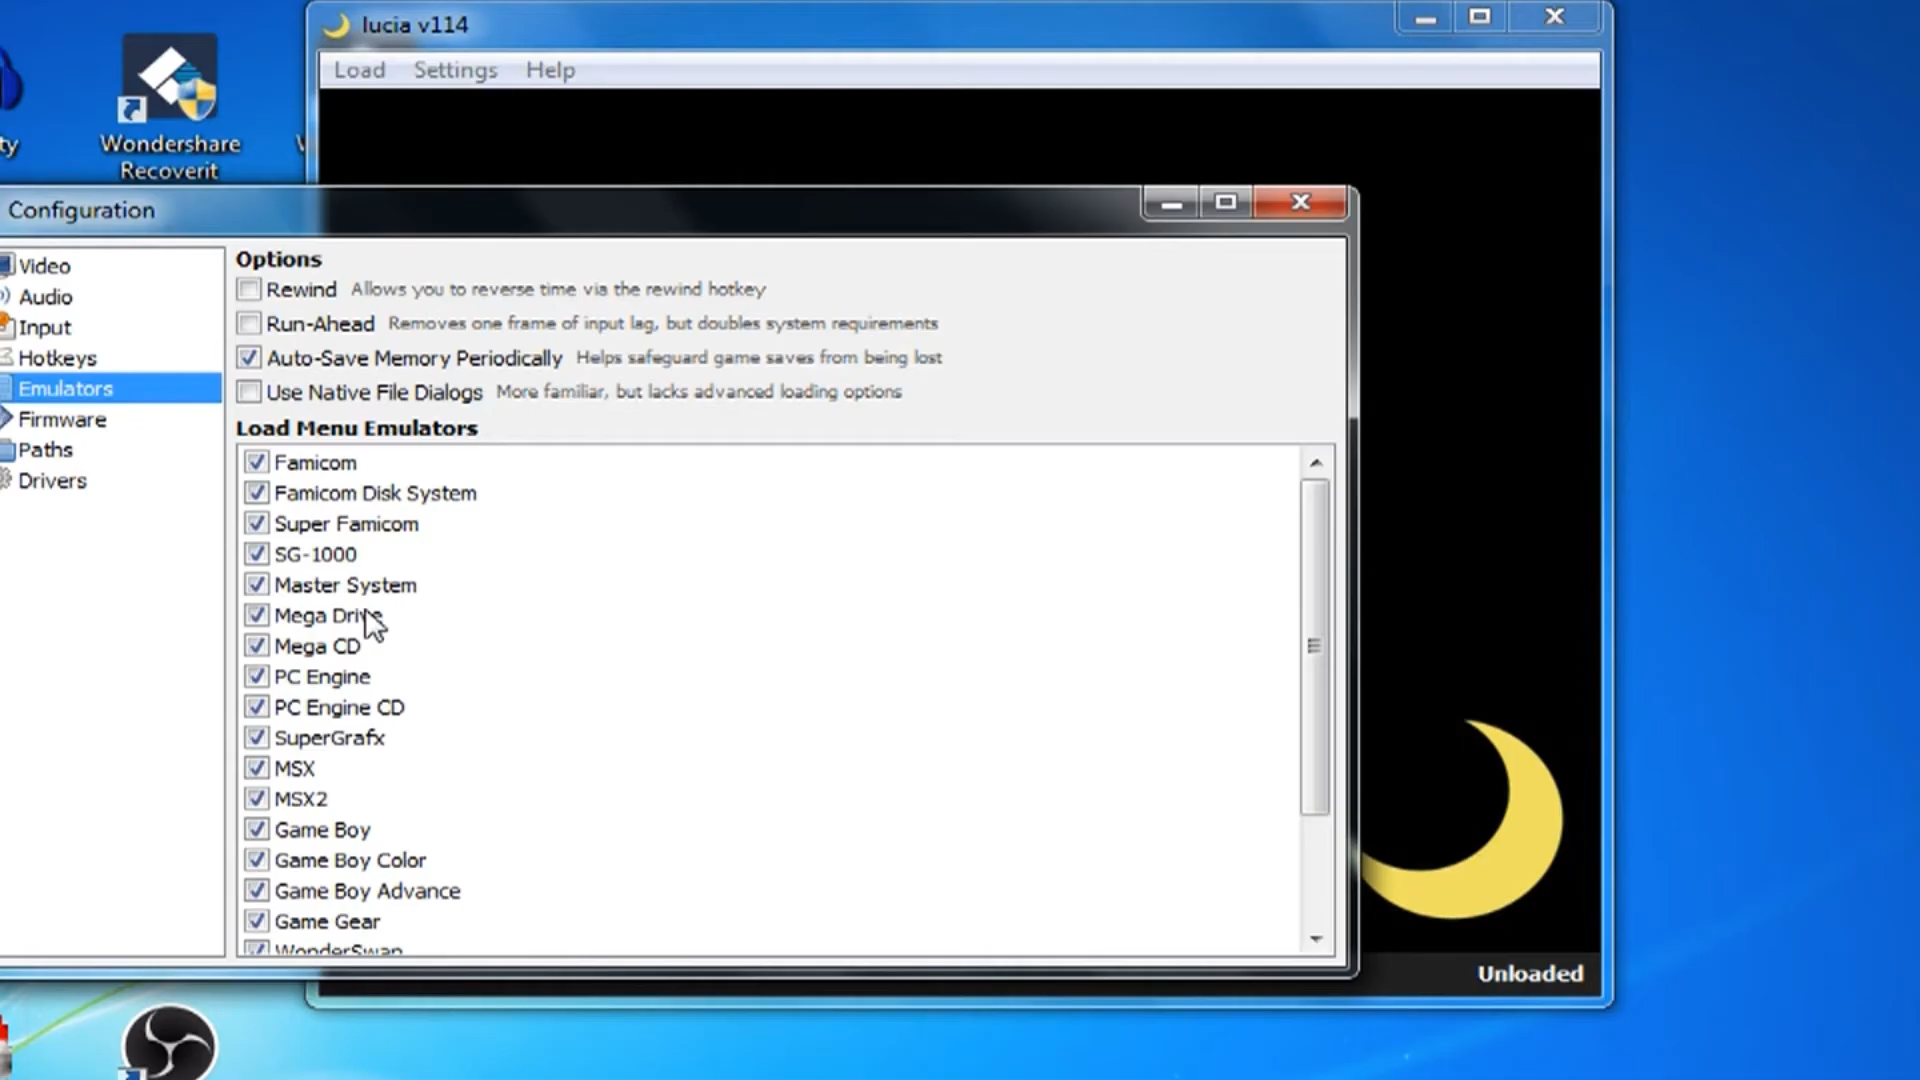 lucia v114
Load Settings Help
ty
Wondershare
Recoverit
Configuration
Video
Audio
Input
Hotkeys
Emulators
Firmware
Paths
Drivers
Options
Rewind Allows you to reverse time via the rewind hotkey
Run-Ahead Removes one frame of input lag, but doubles system requirements
Auto-Save Memory Periodically Helps safeguard game saves from being lost
Use Native File Dialogs More familiar, but lacks advanced loading options
Load Menu Emulators
Famicom
Famicom Disk System
Super Famicom
SG-1000
Master System
Mega Drive
Mega CD
PC Engine
PC Engine CD
SuperGrafx
MSX
MSX2
Game Boy
Game Boy Color
Game Boy Advance
Game Gear
WonderSwan
Unloaded